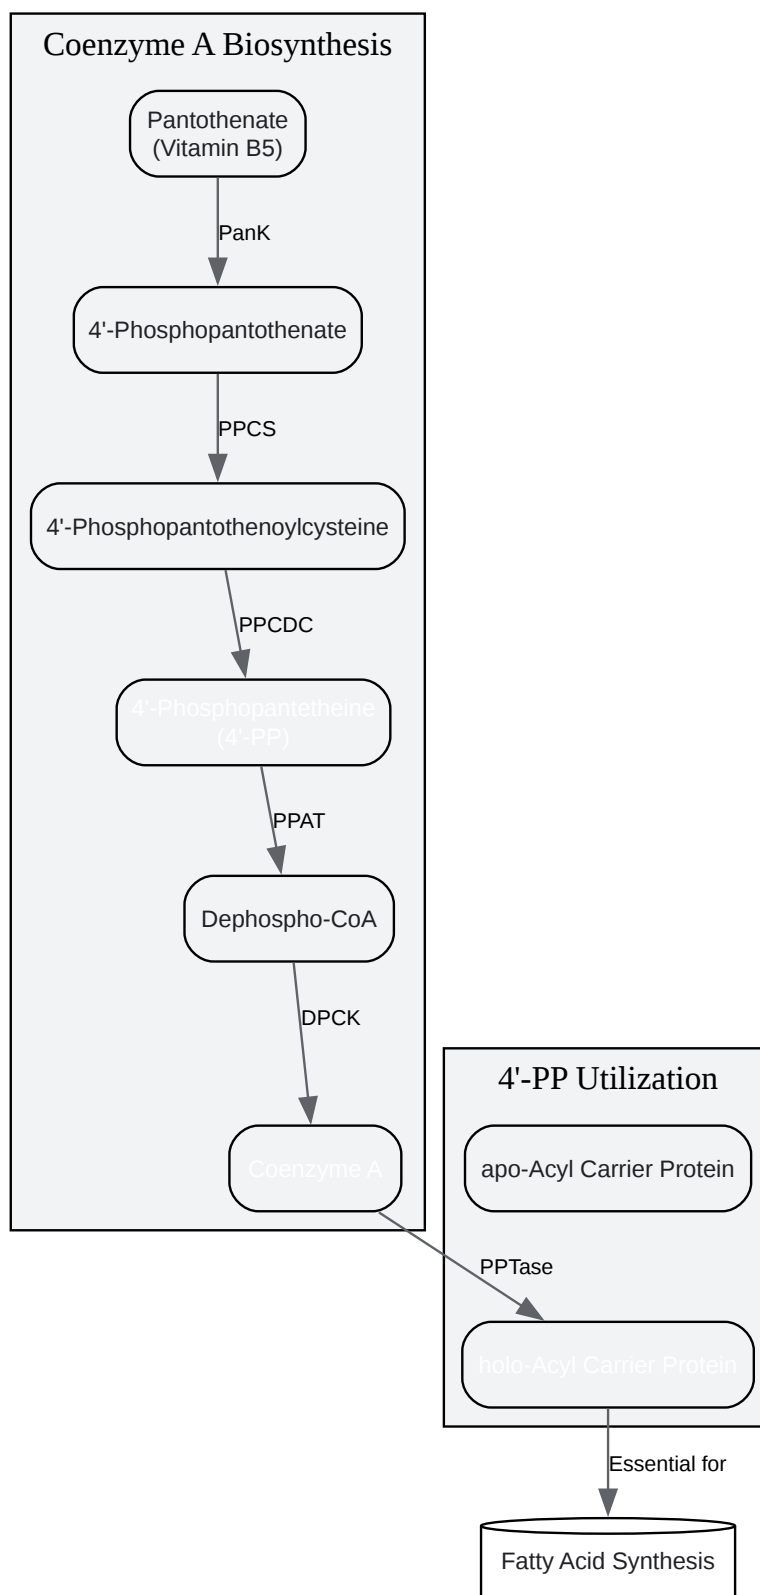 Coenzyme A Biosynthesis
Pantothenate
(Vitamin B5)
PanK
4'-Phosphopantothenate
PPCS
4'-Phosphopantothenoylcysteine
PPCDC
4'-Phosphopantetheine
(4'-PP)
PPAT
Dephospho-CoA
DPCK
Coenzyme A
4'-PP Utilization
apo-Acyl Carrier Protein
PPTase
holo-Acyl Carrier Protein
Essential for
Fatty Acid Synthesis